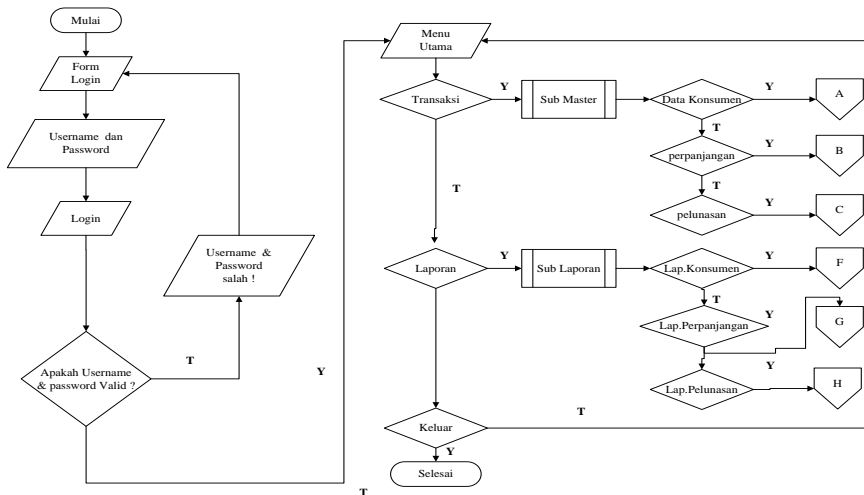 Mulai
Form
Login
Username dan
Password
Login
Username &
Password
salah !
Apakah Username
& password Valid ?
T
Y
T
Menu
Utama
Transaksi
Y
Sub Master
Data Konsumen
Y
A
T
perpanjangan
Y
B
T
pelunasan
Y
C
T
Laporan
Y
Sub Laporan
Lap.Konsumen
Y
F
T
Lap.Perpanjangan
Y
G
Lap.Pelunasan
Y
H
Keluar
T
Y
Selesai